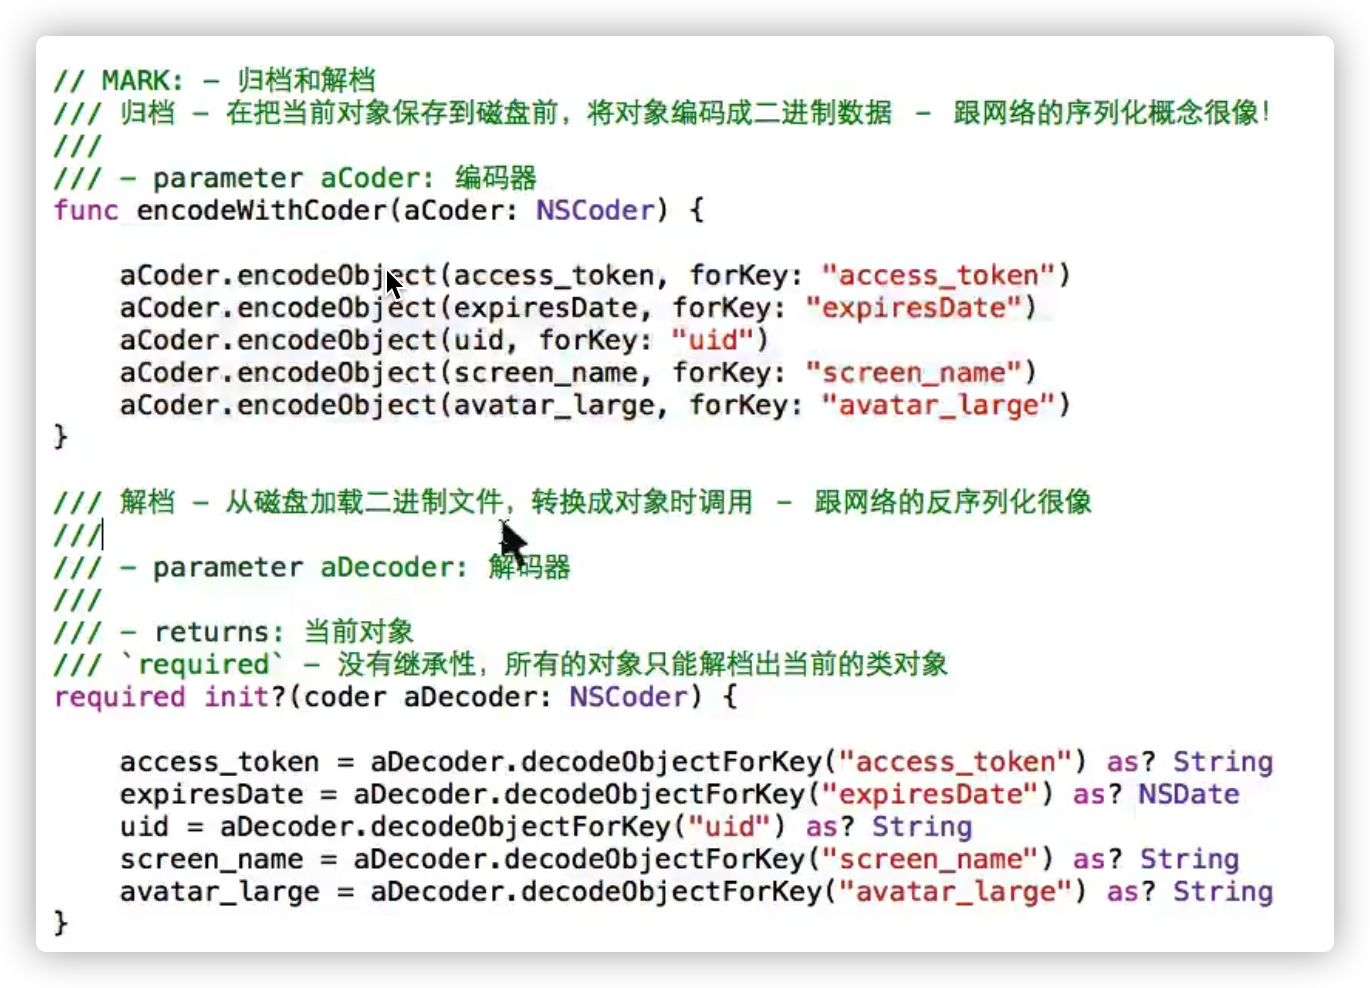 // MARK: - 归档和解档
/// 归档 - 在把当前对象保存到磁盘前，将对象编码成二进制数据 - 跟网络的序列化概念很像！
///
/// - parameter aCoder: 编码器
func encodeWithCoder(aCoder: NSCoder) {
aCoder.encodeObject(access_token, forKey: "access_token")
aCoder.encodeObject(expiresDate, forKey: "expiresDate")
aCoder.encodeObject(uid, forKey: "uid")
aCoder.encodeObject(screen_name, forKey: "screen_name")
aCoder.encodeObject(avatar_large, forKey: "avatar_large")
}
/// 解档 - 从磁盘加载二进制文件，转换成对象时调用 - 跟网络的反序列化很像
///
/// - parameter aDecoder: 解码器
///
/// - returns: 当前对象
/// `required` - 没有继承性，所有的对象只能解档出当前的类对象
required init?(coder aDecoder: NSCoder) {
access_token = aDecoder.decodeObjectForKey("access_token") as? String
expiresDate = aDecoder.decodeObjectForKey("expiresDate") as? NSDate
uid = aDecoder.decodeObjectForKey("uid") as? String
screen_name = aDecoder.decodeObjectForKey("screen_name") as? String
avatar_large = aDecoder.decodeObjectForKey("avatar_large") as? String
}